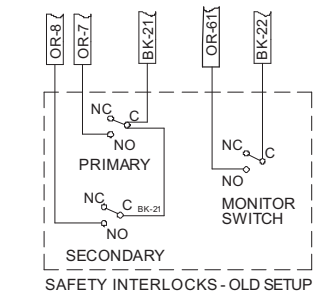 OR-8
OR-7
BK-21
OR-61
BK-22
NC
C
NO
PRIMARY
NC
C
BK-21
NO
SECONDARY
NC
C
NO
MONITOR
SWITCH
SAFETY INTERLOCKS - OLD SETUP